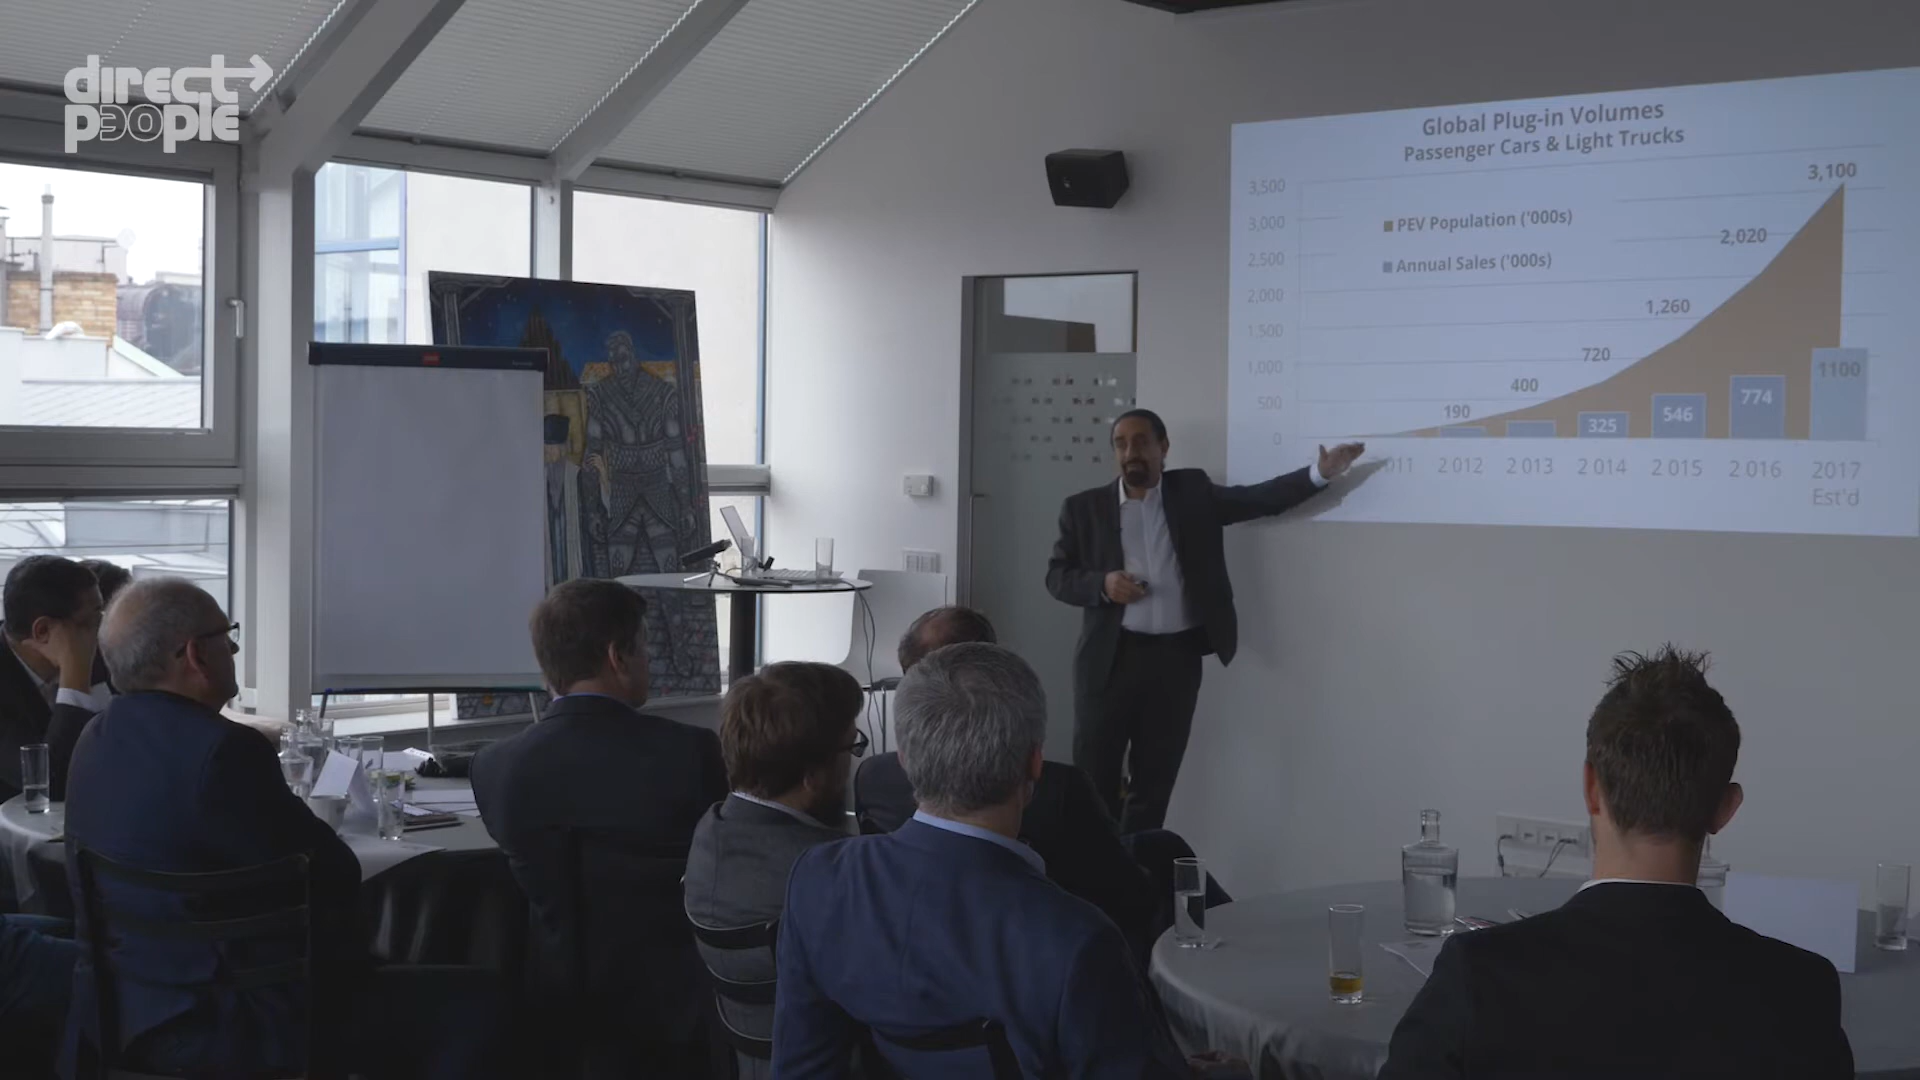 direct
people
Global Plug-in Volumes
Passenger Cars & Light Trucks
3,500
3,000
2,500
2,000
1,500
1,000
500
0
PEV Population ('000s)
Annual Sales ('000s)
190
400
720
1,260
2,020
3,100
325
546
774
1100
011 2012 2013 2014 2015 2016 2017
Est'd